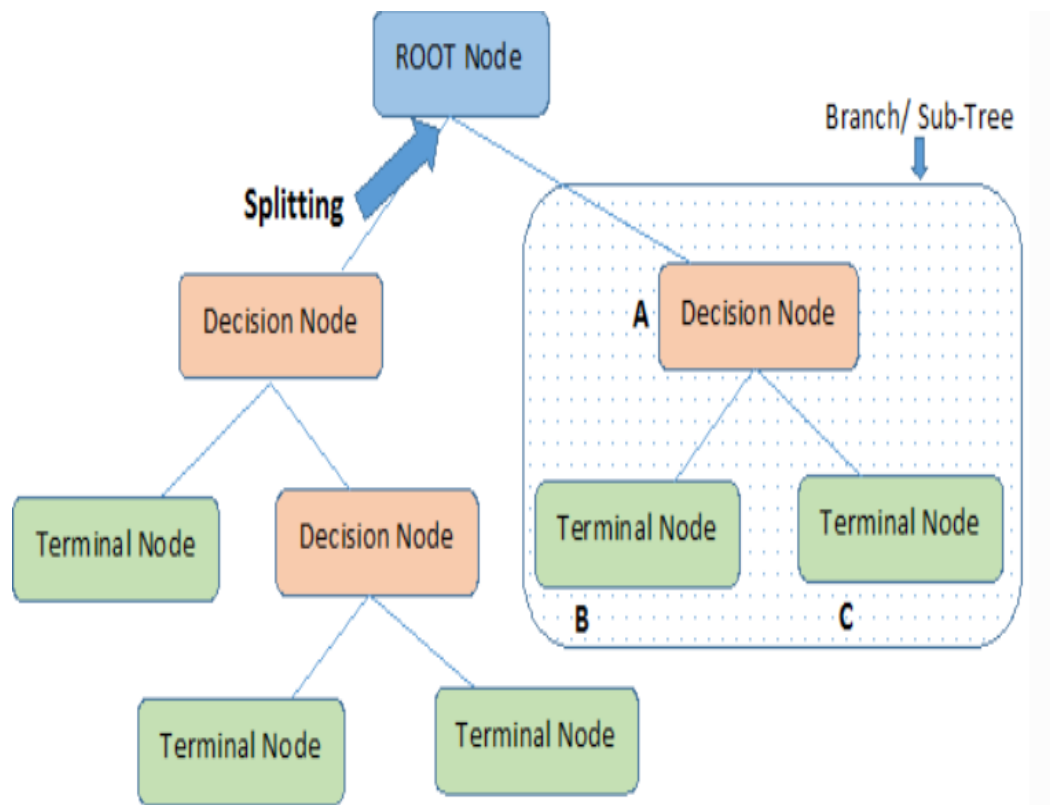 ROOT Node
Branch/ Sub-Tree
Splitting
Decision Node
A
Decision Node
Terminal Node
Decision Node
Terminal Node
Terminal Node
B
C
Terminal Node
Terminal Node